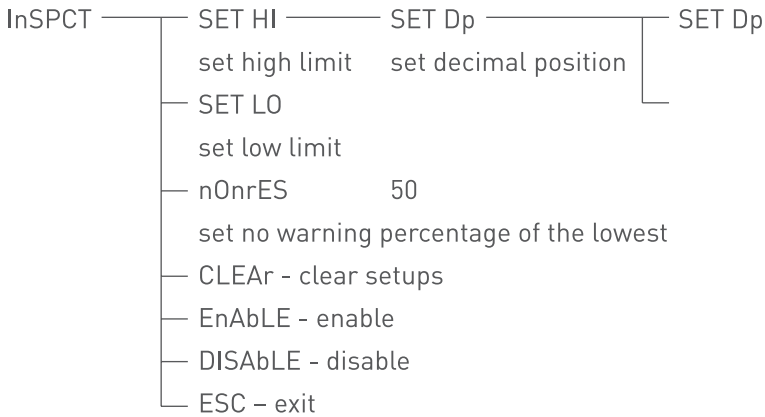 InSPCT SET HI SET Dp SET Dp
set high limit set decimal position
SET LO
set low limit
nOnrES 50
set no warning percentage of the lowest
CLEAr - clear setups
EnAbLE - enable
DISAbLE - disable
ESC – exit